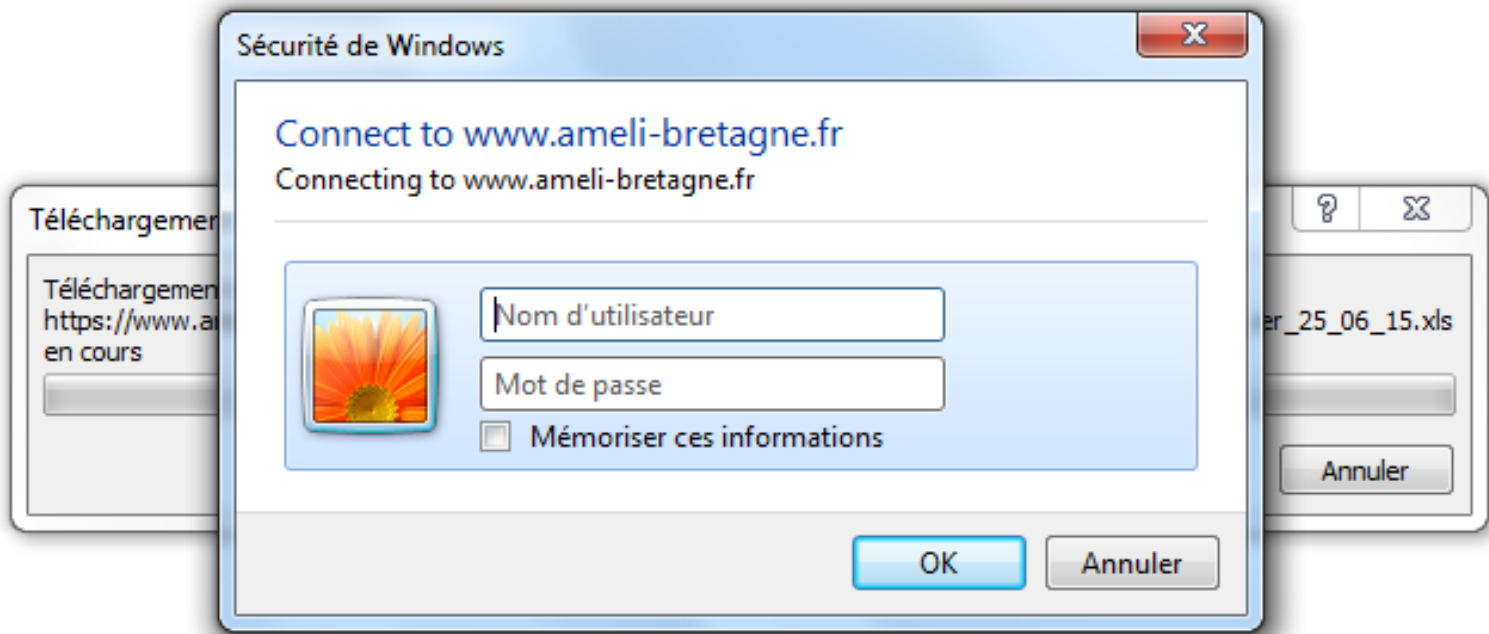 Sécurité de Windows
Connect to www.ameli-bretagne.fr
Connecting to www.ameli-bretagne.fr
Nom d'utilisateur
Mot de passe
Mémoriser ces informations
OK Annuler
Téléchargemen
https://www.a
er_25_06_15.xls
en cours
Annuler